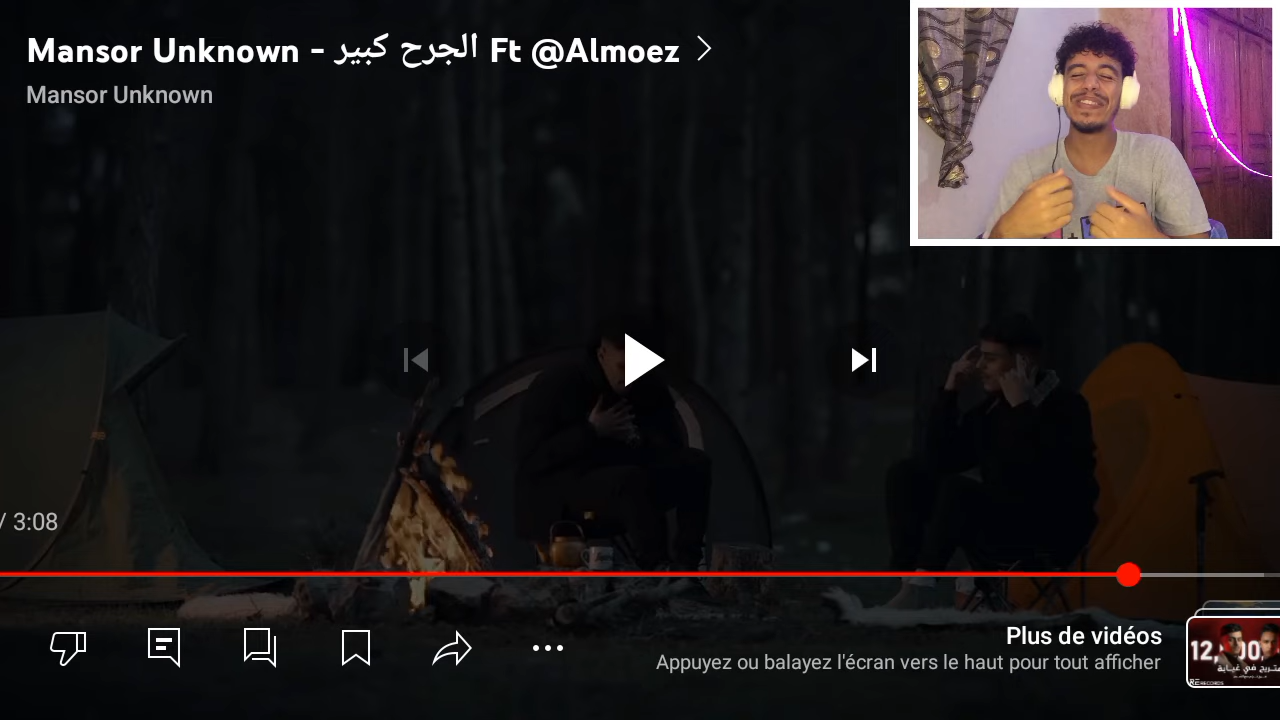 Mansor Unknown - الجرح كبير Ft @Almoez
Mansor Unknown
/ 3:08
Plus de vidéos
Appuyez ou balayez l'écran vers le haut pour tout afficher
RECORDS